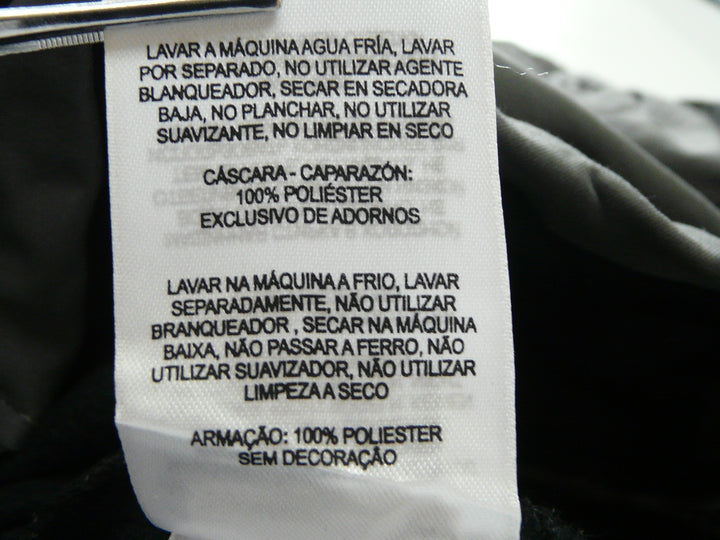 LAVAR A MÁQUINA AGUA FRÍA, LAVAR
POR SEPARADO, NO UTILIZAR AGENTE
BLANQUEADOR, SECAR EN SECADORA
BAJA, NO PLANCHAR, NO UTILIZAR
SUAVIZANTE, NO LIMPIAR EN SECO
CÁSCARA - CAPARAZÓN:
100% POLIÉSTER
EXCLUSIVO DE ADORNOS
LAVAR NA MÁQUINA A FRIO, LAVAR
SEPARADAMENTE, NÃO UTILIZAR
BRANQUEADOR , SECAR NA MÁQUINA
BAIXA, NÃO PASSAR A FERRO, NÃO
UTILIZAR SUAVIZADOR, NÃO UTILIZAR
LIMPEZA A SECO
ARMAÇÃO: 100% POLIESTER
SEM DECORAÇÃO